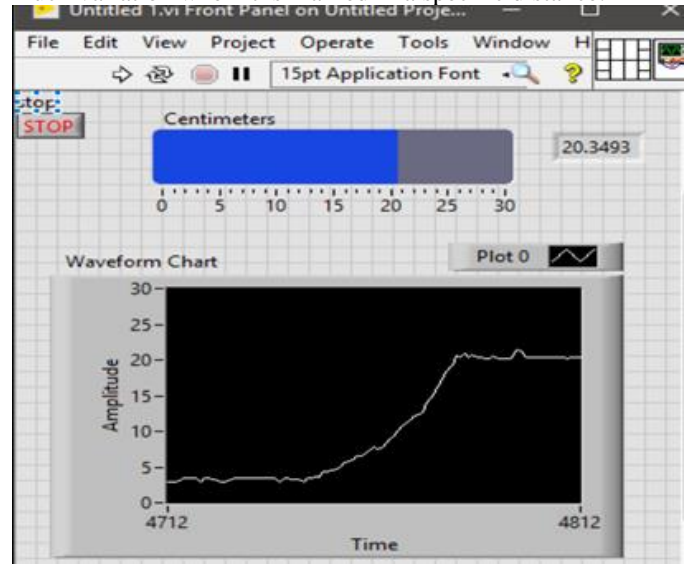 Untitled 1.vi Front Panel on Untitled Proje...
File Edit View Project Operate Tools Window H
15pt Application Font
stop
STOP
Centimeters
20.3493
0 5 10 15 20 25 30
Waveform Chart
Plot 0
30
25
20
15
10
5
0
Amplitude
4712 4812
Time